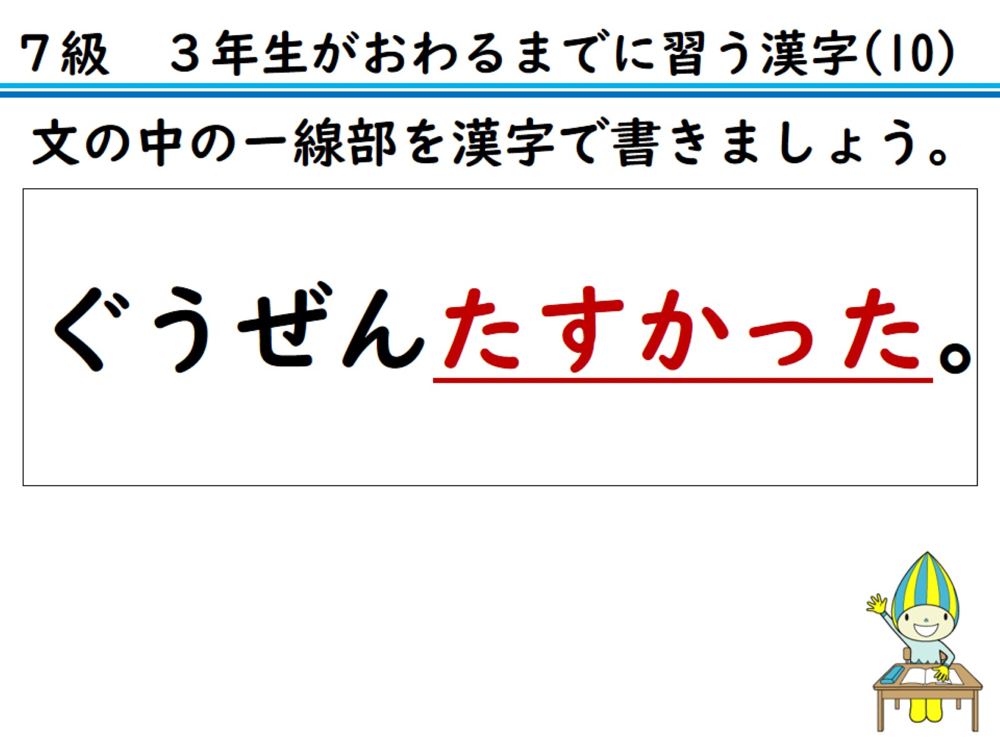 ７級　３年生がおわるまでに習う漢字(10)
文の中の一線部を漢字で書きましょう。
ぐうぜんたすかった。